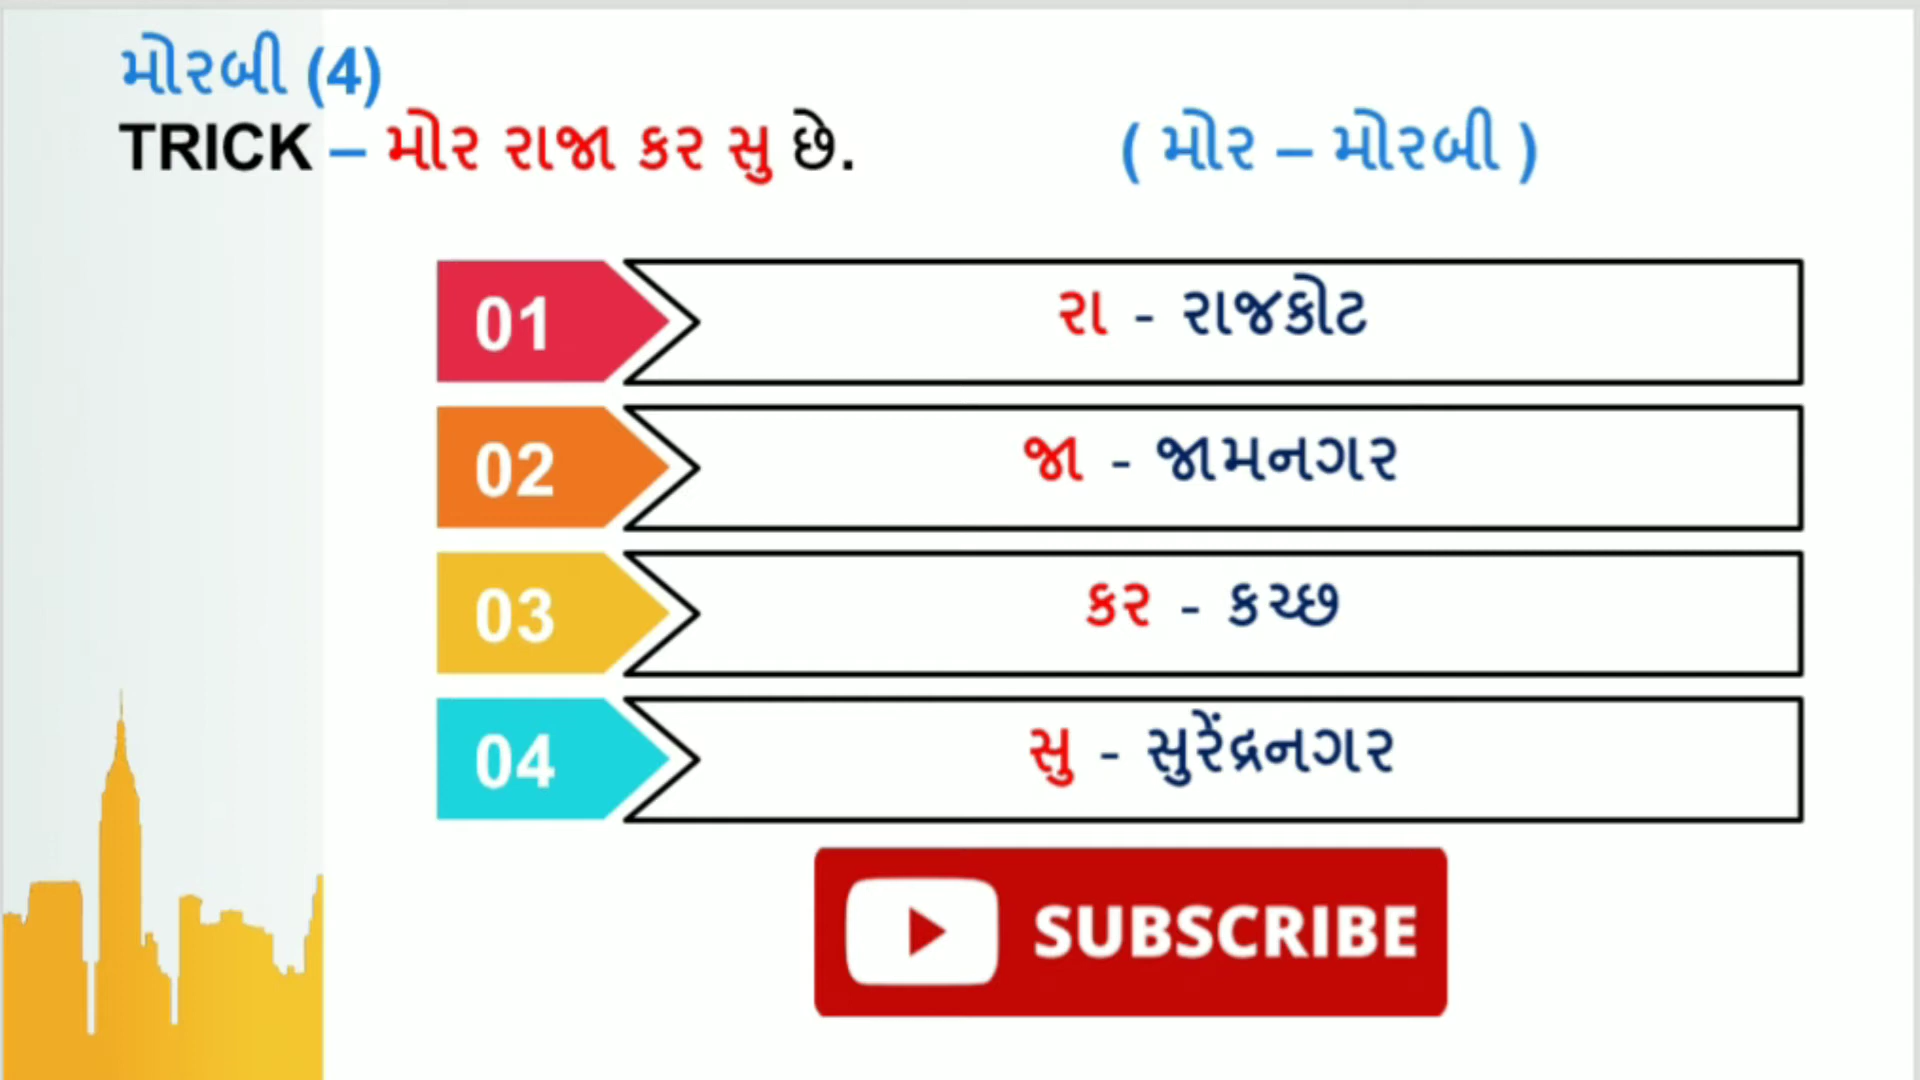 મોરબી (4)
TRICK – મોર રાજા કર સુ છે. ( મોર – મોરબી )
01 રા - રાજકોટ
02 જા - જામનગર
03 કર - કચ્છ
04 સુ - સુરેંદ્રનગર
SUBSCRIBE